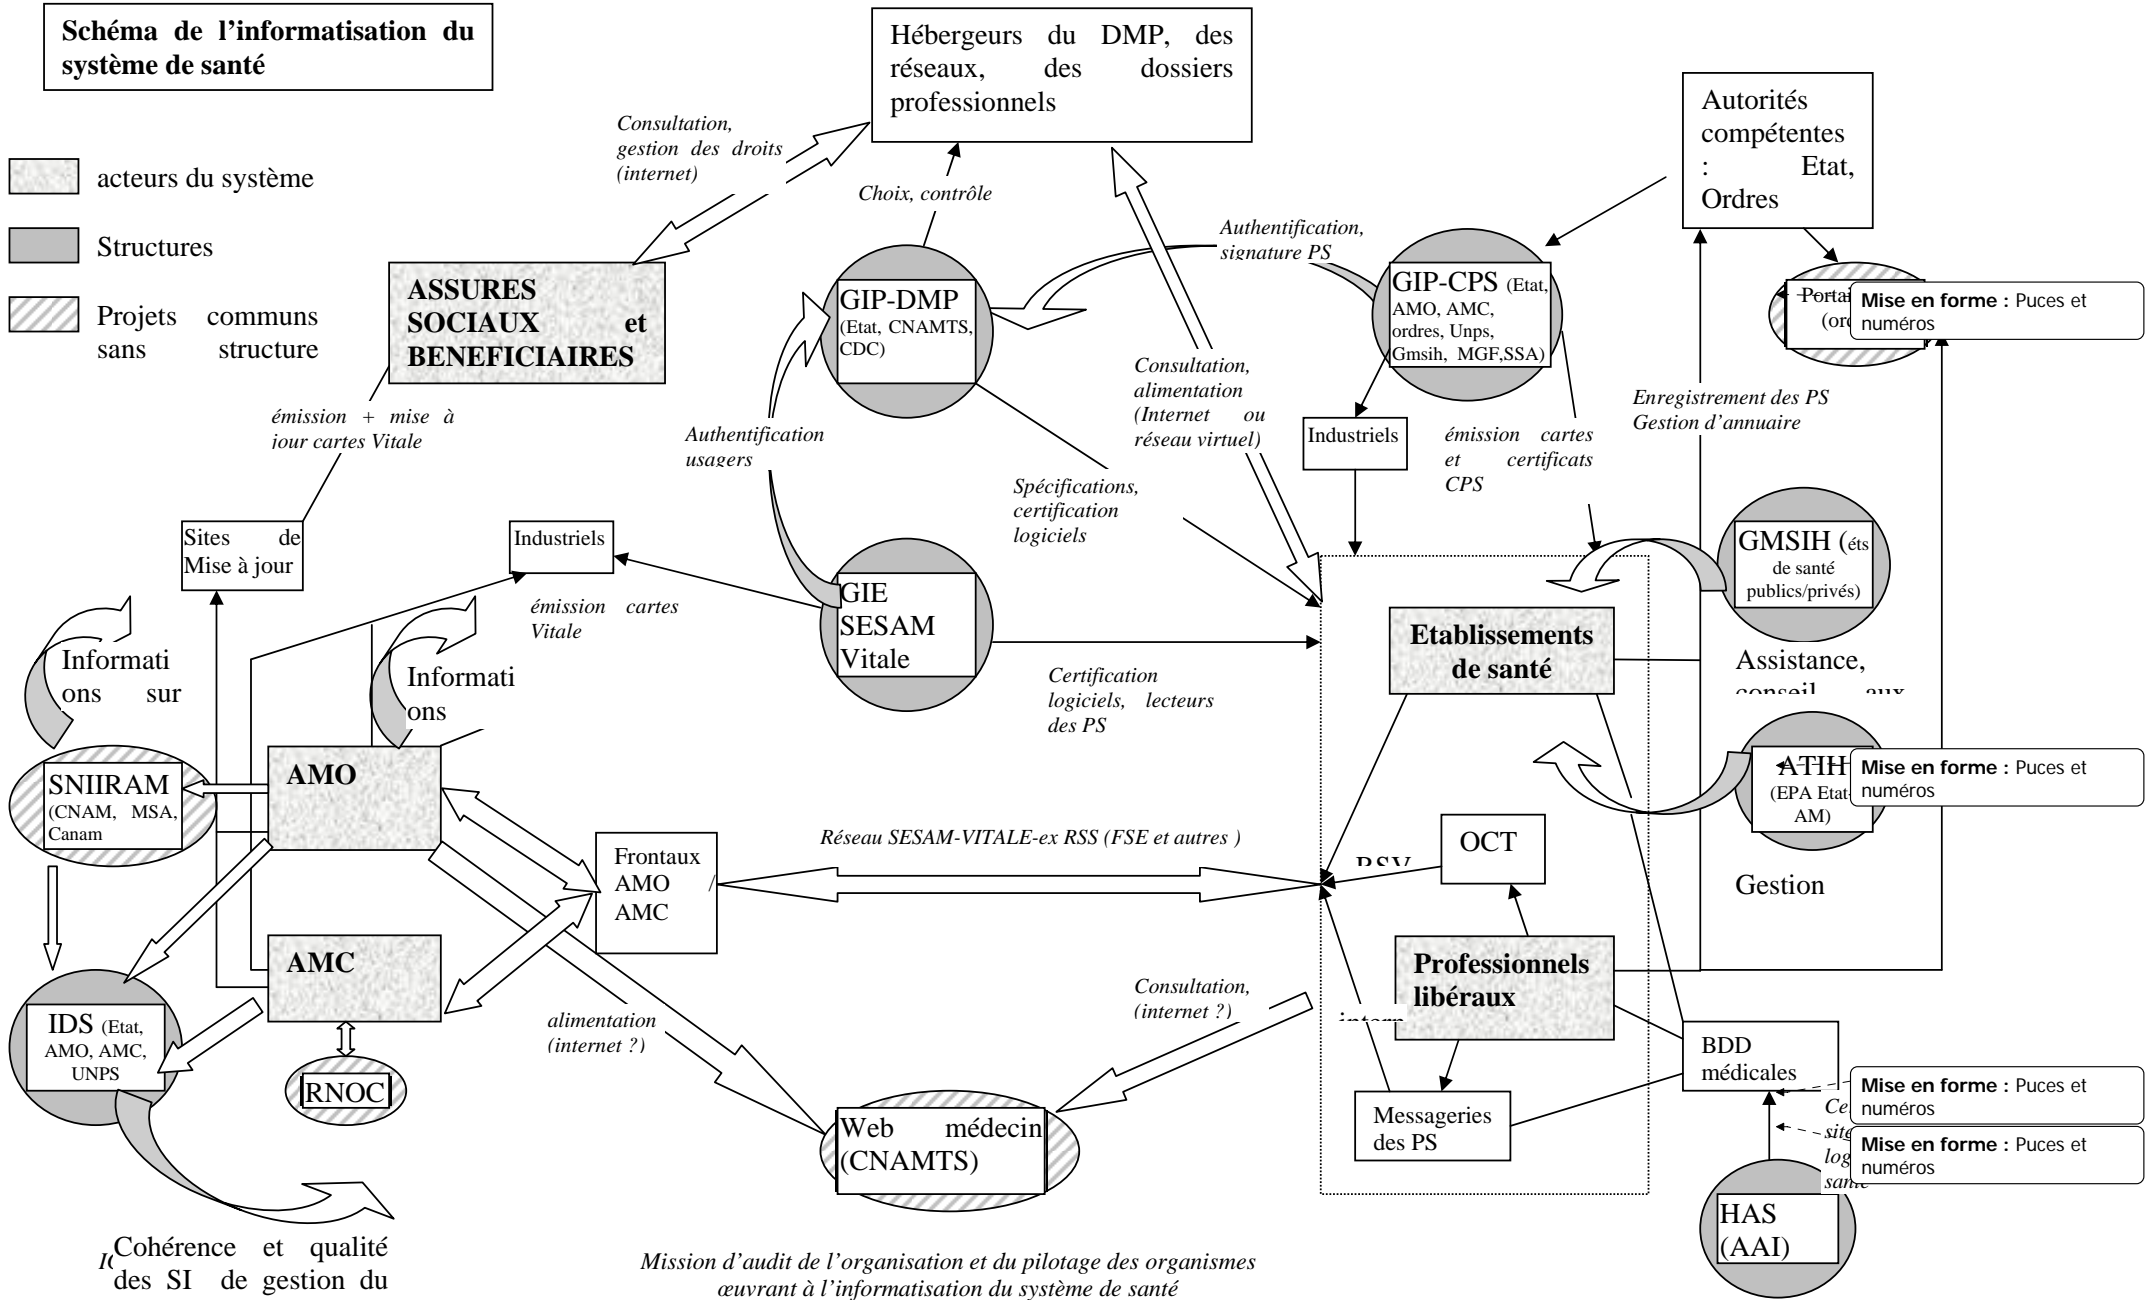 Schéma de l'informatisation du
système de santé
acteurs du système
Structures
Projets communs
sans structure
Hébergeurs du DMP, des
réseaux, des dossiers
professionnels
Consultation,
gestion des droits
(internet)
Choix, contrôle
Autorités
compétentes
: Etat,
Ordres
Authentification,
signature PS
ASSURES
SOCIAUX et
BENEFICIAIRES
GIP-DMP
(Etat, CNAMTS,
CDC)
GIP-CPS (Etat,
AMO, AMC,
ordres, Unps,
Gmsih, MGF,SSA)
Mise en forme : Puces et
numéros
émission + mise à
jour cartes Vitale
Authentification
usagers
Consultation,
alimentation
(Internet ou
réseau virtuel)
Industriels
émission cartes
et certificats
CPS
Enregistrement des PS
Gestion d'annuaire
Spécifications,
certification
logiciels
Sites de
Mise à jour
Industriels
émission cartes
Vitale
GIE
SESAM
Vitale
GMSIH (éts
de santé
publics/privés)
Informati
ons sur
Informati
ons
Certification
logiciels, lecteurs
des PS
Etablissements
de santé
Assistance,
conseil aux
SNIIRAM
(CNAM, MSA,
Canam
AMO
ATIH
(EPA Etat-
AM)
Mise en forme : Puces et
numéros
Frontaux
AMO /
AMC
Réseau SESAM-VITALE-ex RSS (FSE et autres )
RSV
OCT
Gestion
AMC
Professionnels
libéraux
IDS (Etat,
AMO, AMC,
UNPS
RNOC
alimentation
(internet ?)
Consultation,
(internet ?)
BDD
médicales
Mise en forme : Puces et
numéros
Mise en forme : Puces et
numéros
Web médecin
(CNAMTS)
Messageries
des PS
santé
HAS
(AAI)
Cohérence et qualité
des SI de gestion du
Mission d'audit de l'organisation et du pilotage des organismes
œuvrant à l'informatisation du système de santé